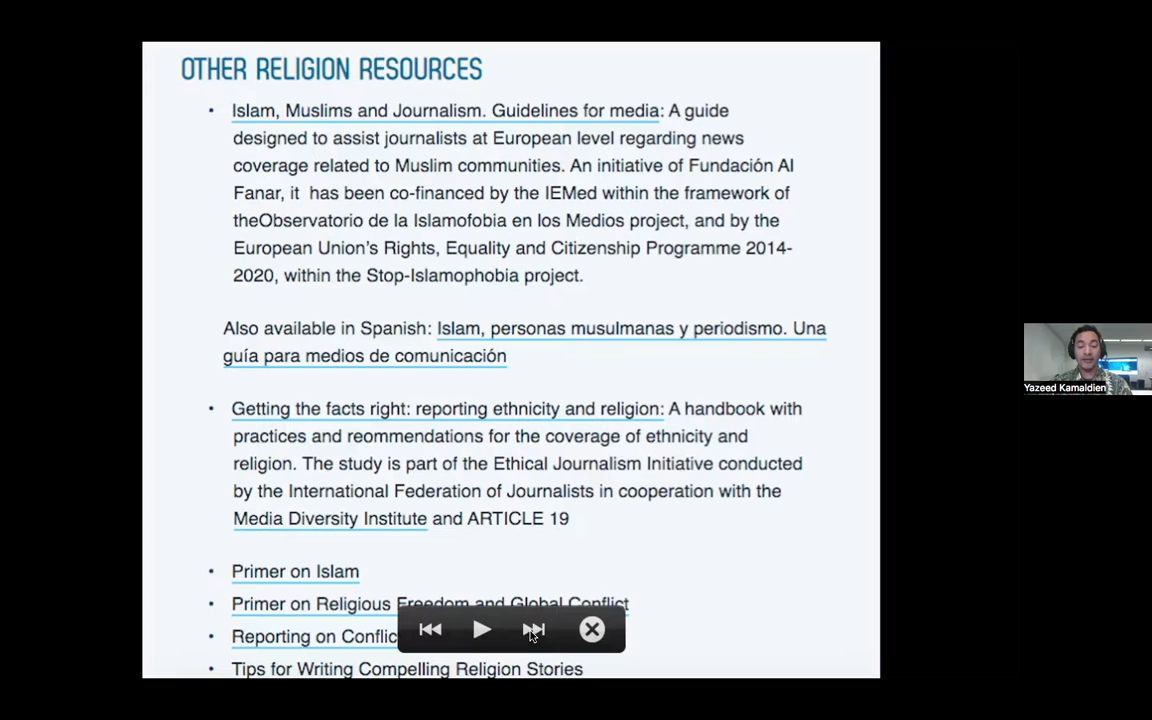 OTHER RELIGION RESOURCES
• Islam, Muslims and Journalism. Guidelines for media: A guide
designed to assist journalists at European level regarding news
coverage related to Muslim communities. An initiative of Fundación Al
Fanar, it has been co-financed by the IEMed within the framework of
theObservatorio de la Islamofobia en los Medios project, and by the
European Union's Rights, Equality and Citizenship Programme 2014-
2020, within the Stop-Islamophobia project.
Also available in Spanish: Islam, personas musulmanas y periodismo. Una
guía para medios de comunicación
• Getting the facts right: reporting ethnicity and religion: A handbook with
practices and reommendations for the coverage of ethnicity and
religion. The study is part of the Ethical Journalism Initiative conducted
by the International Federation of Journalists in cooperation with the
Media Diversity Institute and ARTICLE 19
• Primer on Islam
• Primer on Religious Freedom and Global Conflict
• Reporting on Conflic
• Tips for Writing Compelling Religion Stories
Yazeed Kamaldien